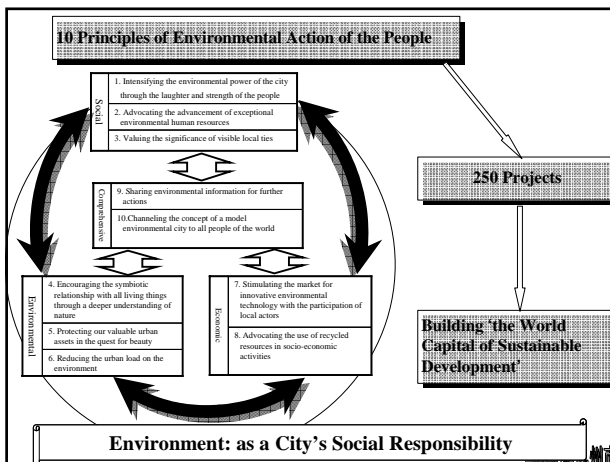 10 Principles of Environmental Action of the People
Social
1. Intensifying the environmental power of the city
through the laughter and strength of the people
2. Advocating the advancement of exceptional
environmental human resources
3. Valuing the significance of visible local ties
Comprehensive
9. Sharing environmental information for further
actions
10.Channeling the concept of a model
environmental city to all people of the world
Environmental
4. Encouraging the symbiotic
relationship with all living things
through a deeper understanding of
nature
5. Protecting our valuable urban
assets in the quest for beauty
6. Reducing the urban load on the
environment
Economic
7. Stimulating the market for
innovative environmental
technology with the participation of
local actors
8. Advocating the use of recycled
resources in socio-economic
activities
250 Projects
Building ‘the World
Capital of Sustainable
Development’
Environment: as a City’s Social Responsibility